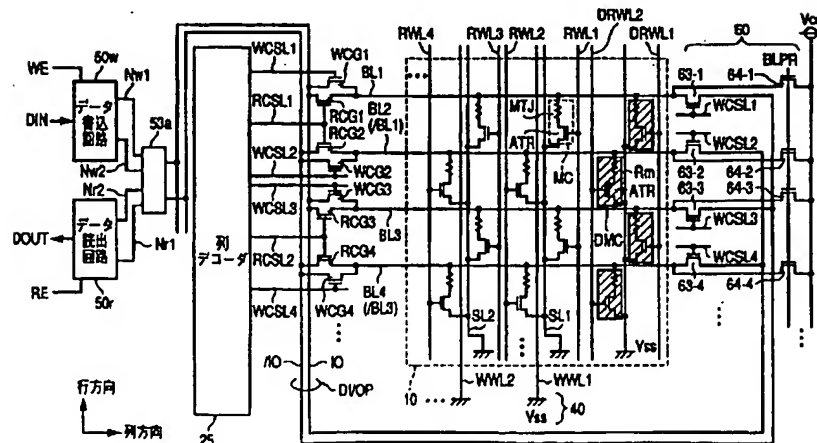 RWL4
RWL3
RWL2
RWL1
DRWL2
DRWL1
60
Vcc
BLPR
WE
50w
Nw1
DIN
データ
書込
回路
53a
Nw2
Nr2
DOUT
データ
読出
回路
Nr1
RE
50r
列
デコーダ
25
WCSL1
WCG1
BL1
RCSL1
RCG1
BL2
(/BL1)
RCG2
WCSL2
WCG2
WCSL3
WCG3
RCG3
BL3
RCSL2
RCG4
WCSL4
WCG4
BL4
(/BL3)
MTJ
ATR
MC
Rm
ATR
DMC
SL2
SL1
Vss
63-1
64-1
WCSL1
WCSL2
63-2
64-2
63-3
64-3
WCSL3
WCSL4
63-4
64-4
/IO
IO
DI/OP
10
WWL2
WWL1
Vss
40
行方向
列方向